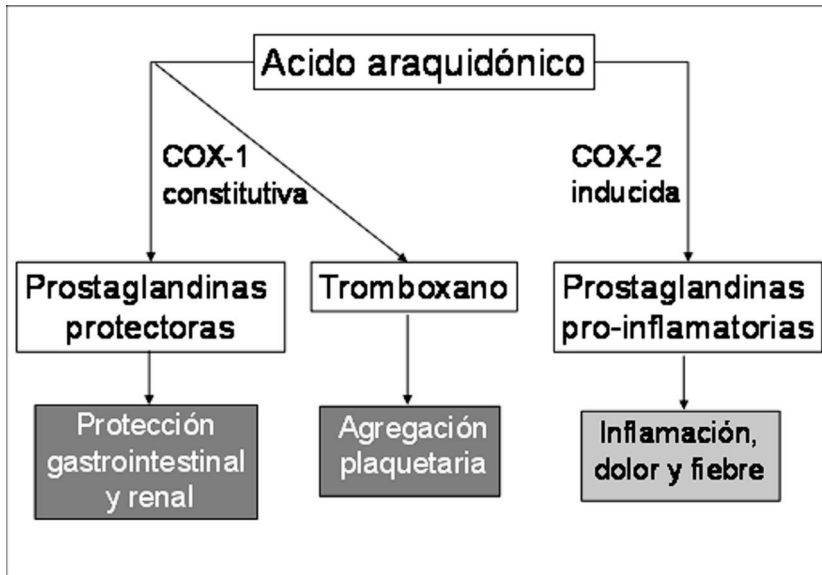 Acido araquidónico
COX-1
constitutiva
COX-2
inducida
Prostaglandinas
protectoras
Tromboxano
Prostaglandinas
pro-inflamatorias
Protección
gastrointestinal
y renal
Agregación
plaquetaria
Inflamación,
dolor y fiebre